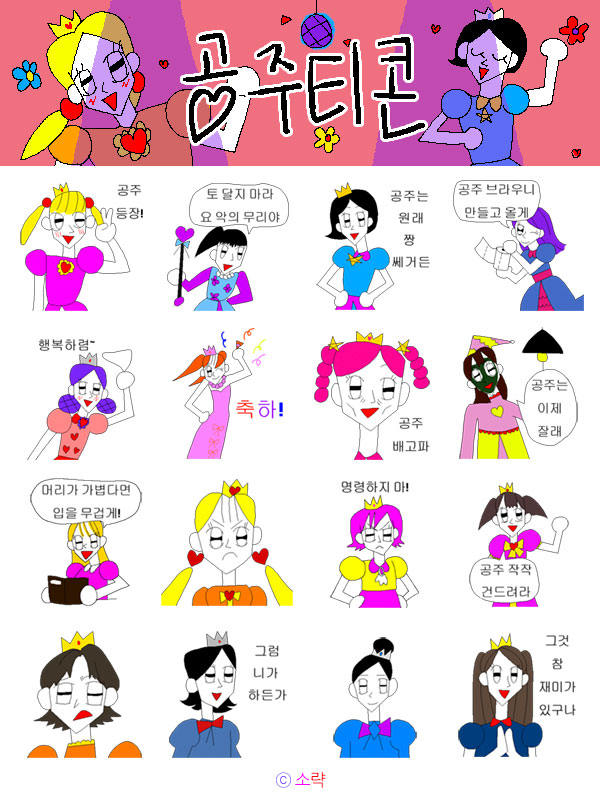 공주티콘
공주
등장!
토 달지 마라
요 악의 무리야
공주는
원래
짱
쎄거든
공주 브라우니
만들고 올게
행복하렴~
축하!
공주
배고파
공주는
이제
잘래
머리가 가볍다면
입을 무겁게!
명령하지 마!
공주 작작
건드려라
그럼
니가
하든가
그것
참
재미가
있구나
ⓒ 소략